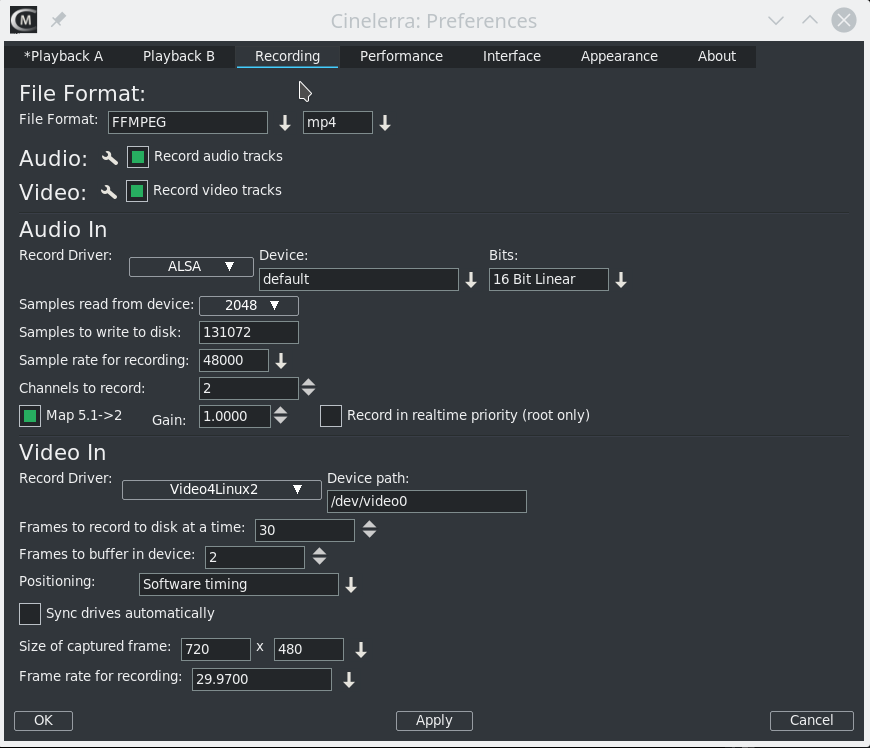 M
Cinelerra: Preferences
*Playback A Playback B Recording Performance Interface Appearance About
File Format:
File Format: FFMPEG mp4
Audio: Record audio tracks
Video: Record video tracks
Audio In
Record Driver: ALSA Device: Bits:
default 16 Bit Linear
Samples read from device: 2048
Samples to write to disk: 131072
Sample rate for recording: 48000
Channels to record: 2
Map 5.1->2 Gain: 1.0000 Record in realtime priority (root only)
Video In
Record Driver: Video4Linux2 Device path:
/dev/video0
Frames to record to disk at a time: 30
Frames to buffer in device: 2
Positioning: Software timing
Sync drives automatically
Size of captured frame: 720 x 480
Frame rate for recording: 29.9700
OK Apply Cancel